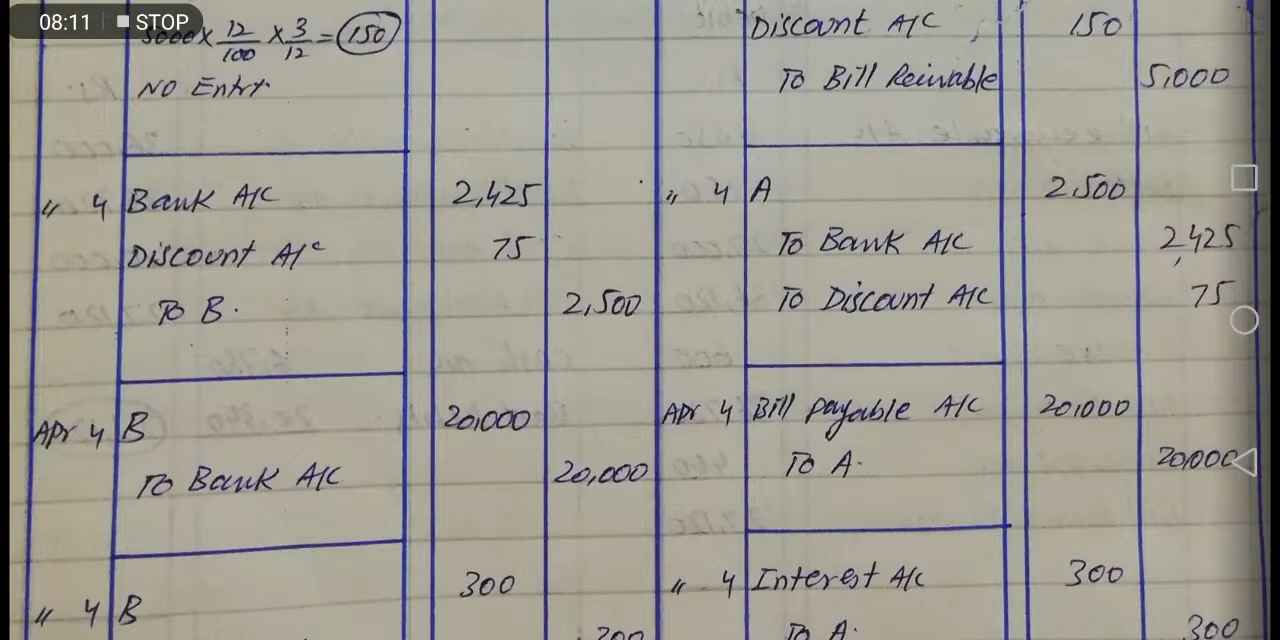 08:11 STOP
5000 × 12/100 × 3/12 = 150
NO Entry
Discount A/C 150
To Bill Reivable 5,000
" 4 Bank A/C 2,425
Discount A/C 75
To B. 2,500
" 4 A 2,500
To Bank A/C 2,425
To Discount A/C 75
Apr 4 B 20,000
To Bank A/C 20,000
Apr 4 Bill payable A/C 20,000
To A. 20,000
" 4 B 300
300
" 4 Interest A/C 300
To A. 300